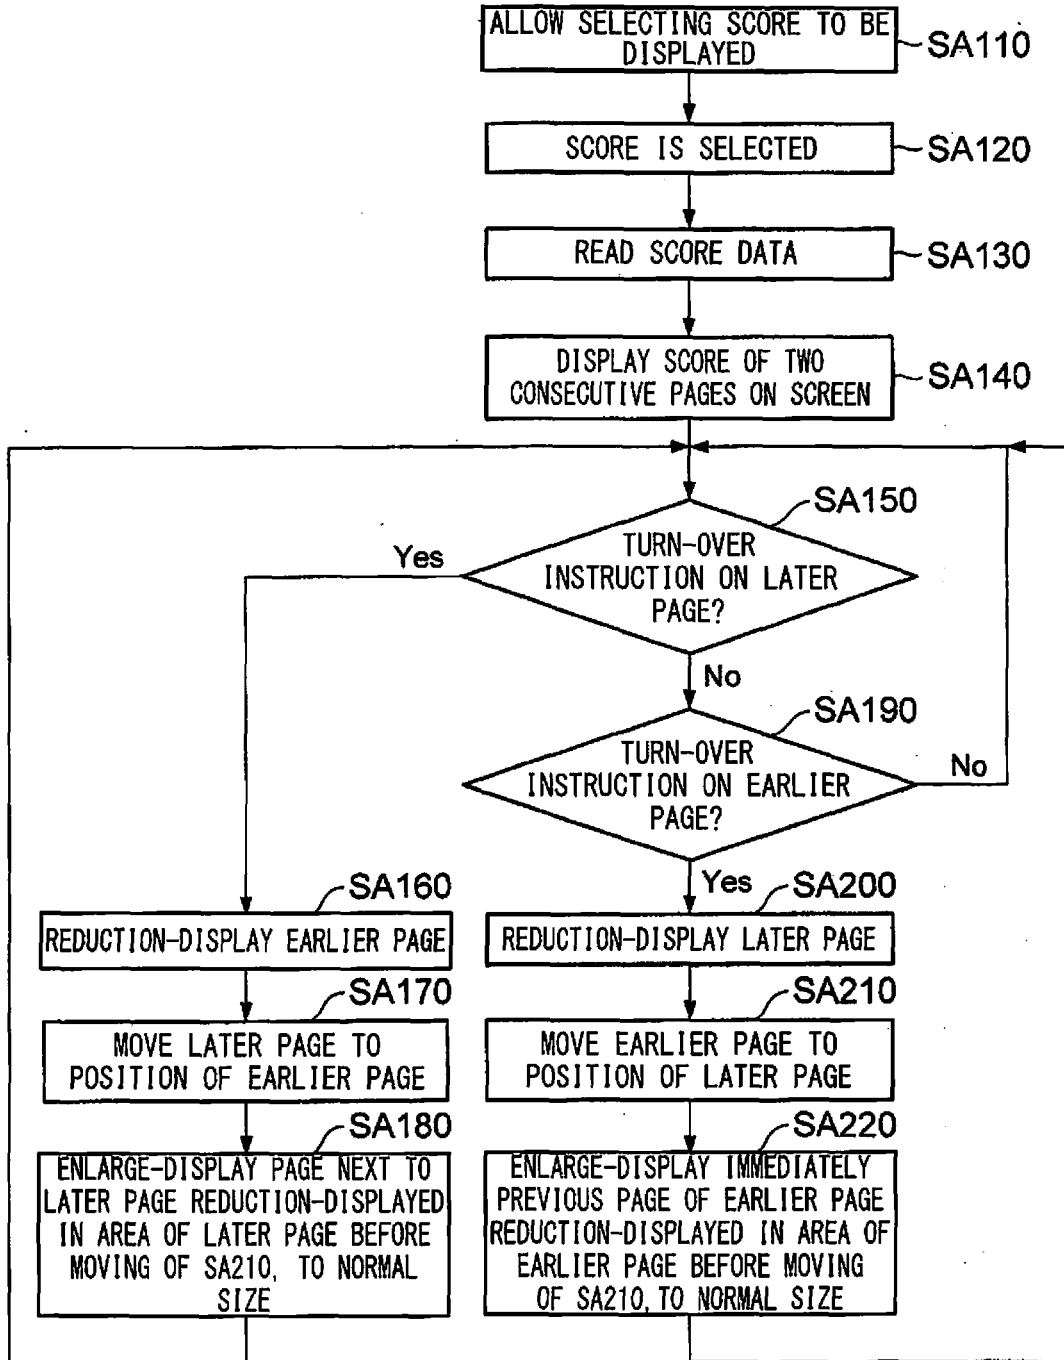 ALLOW SELECTING SCORE TO BE
DISPLAYED
SA110
SCORE IS SELECTED
SA120
READ SCORE DATA
SA130
DISPLAY SCORE OF TWO
CONSECUTIVE PAGES ON SCREEN
SA140
SA150
Yes
TURN-OVER
INSTRUCTION ON LATER
PAGE?
No
SA190
TURN-OVER
INSTRUCTION ON EARLIER
PAGE?
No
Yes
SA160
REDUCTION-DISPLAY EARLIER PAGE
SA170
MOVE LATER PAGE TO
POSITION OF EARLIER PAGE
SA180
ENLARGE-DISPLAY PAGE NEXT TO
LATER PAGE REDUCTION-DISPLAYED
IN AREA OF LATER PAGE BEFORE
MOVING OF SA210, TO NORMAL
SIZE
SA200
REDUCTION-DISPLAY LATER PAGE
SA210
MOVE EARLIER PAGE TO
POSITION OF LATER PAGE
SA220
ENLARGE-DISPLAY IMMEDIATELY
PREVIOUS PAGE OF EARLIER PAGE
REDUCTION-DISPLAYED IN AREA OF
EARLIER PAGE BEFORE MOVING
OF SA210, TO NORMAL SIZE